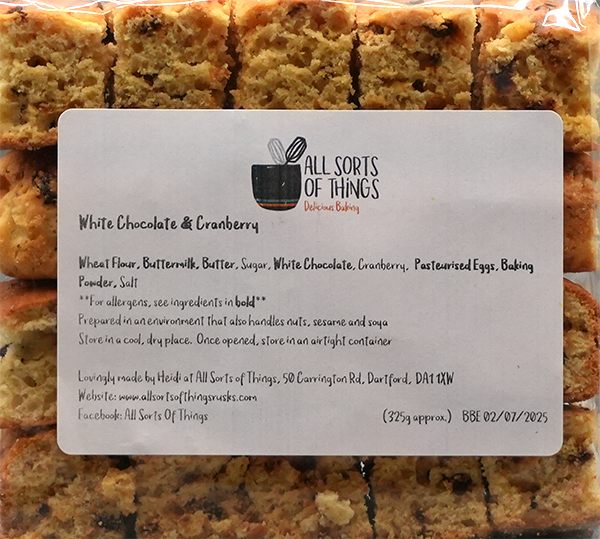 ALL SORTS
OF THINGS
Delicious Baking
White Chocolate & Cranberry
Wheat Flour, Buttermilk, Butter, Sugar, White Chocolate, Cranberry, Pasteurised Eggs, Baking
Powder, Salt
**For allergens, see ingredients in bold**
Prepared in an environment that also handles nuts, sesame and soya
Store in a cool, dry place. Once opened, store in an airtight container
Lovingly made by Heidi at All Sorts of Things, 50 Carrington Rd, Dartford, DA1 1XW
Website: www.allsortsofthingsrusks.com
Facebook: All Sorts Of Things (325g approx.) BBE 02/07/2025